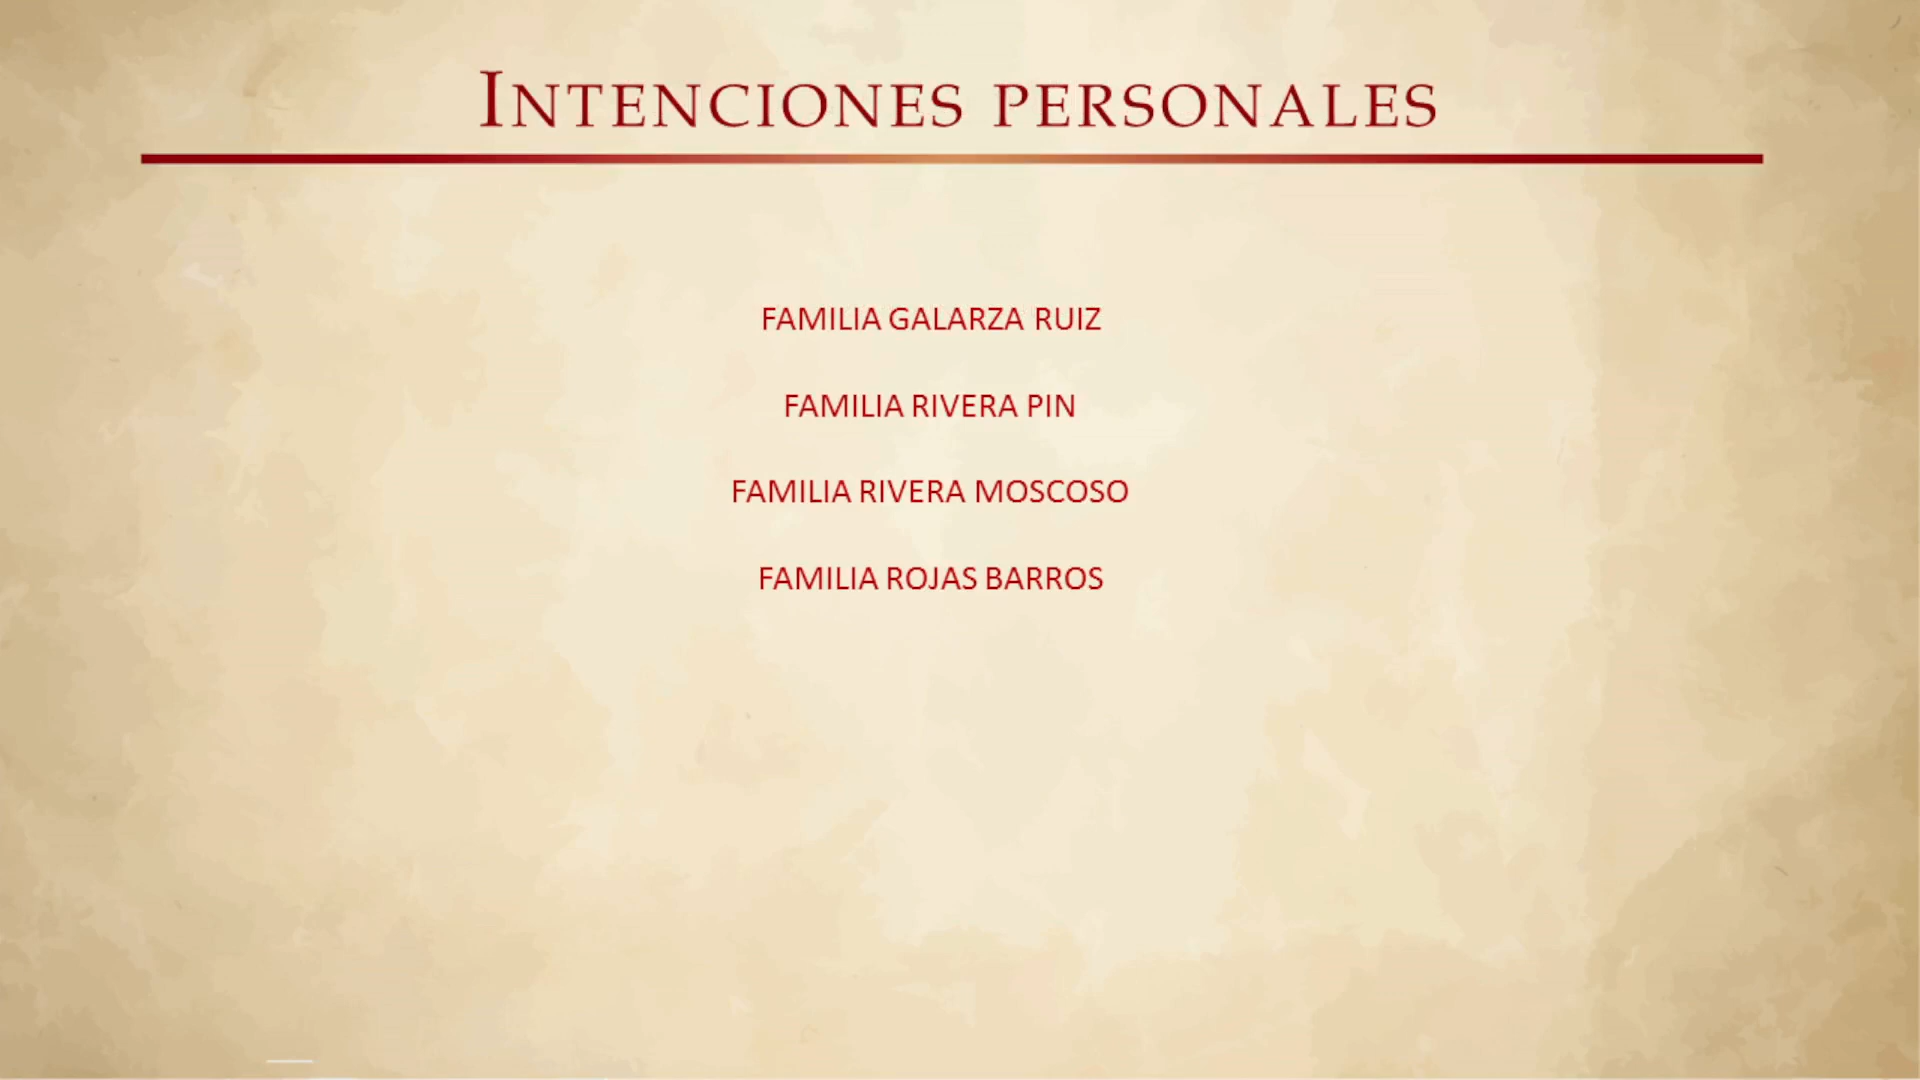 INTENCIONES PERSONALES
FAMILIA GALARZA RUIZ
FAMILIA RIVERA PIN
FAMILIA RIVERA MOSCOSO
FAMILIA ROJAS BARROS